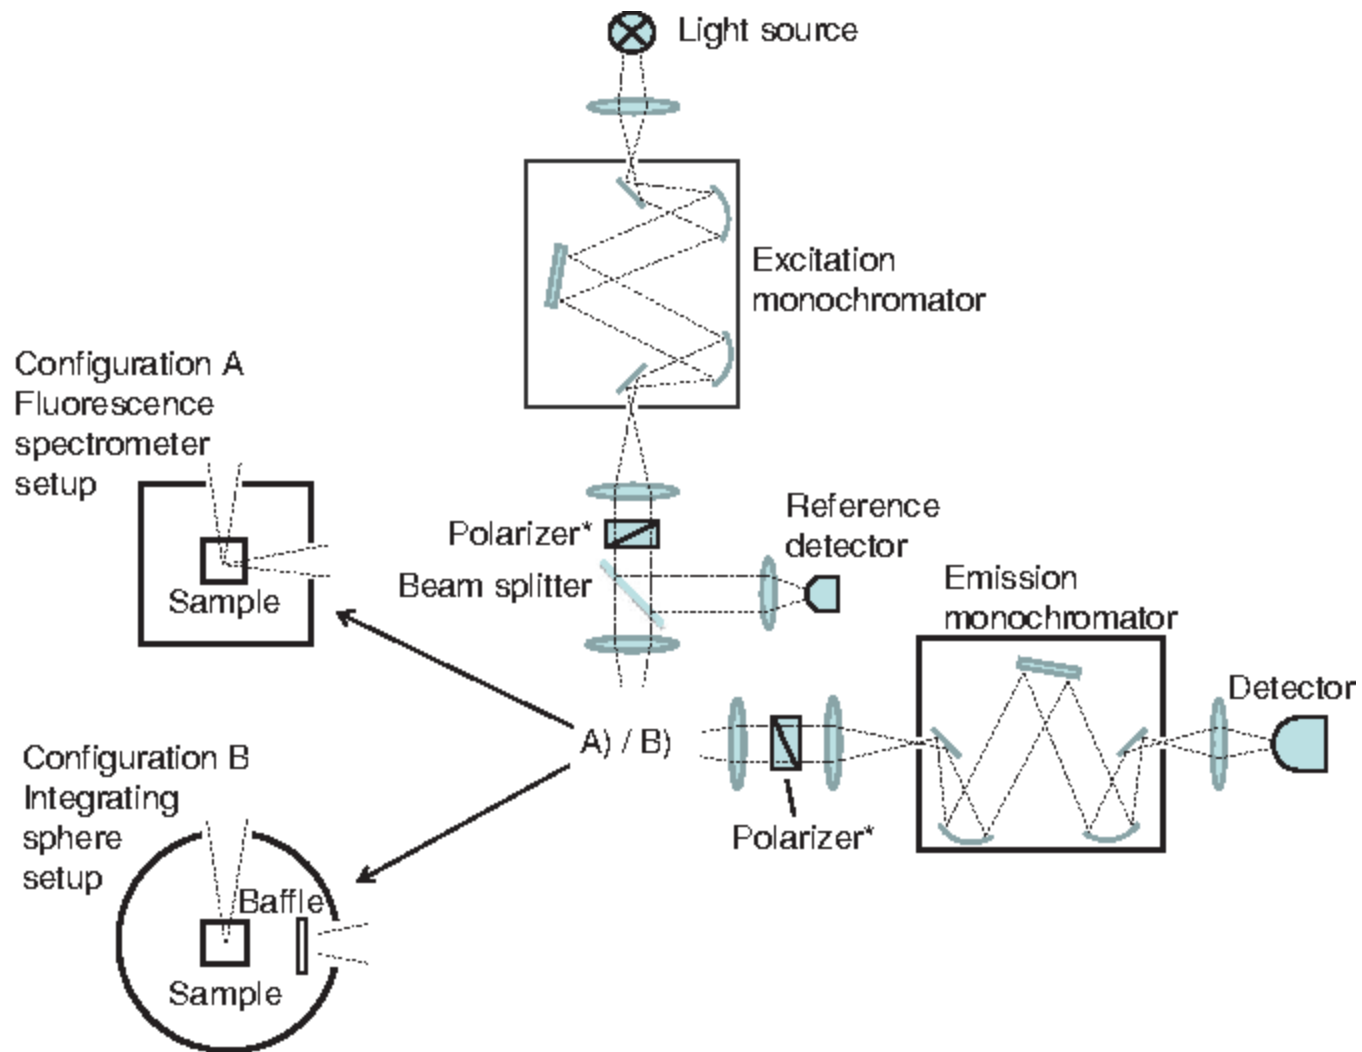 Light source
Excitation
monochromator
Configuration A
Fluorescence
spectrometer
setup
Sample
Polarizer*
Beam splitter
Reference
detector
Emission
monochromator
Detector
A) / B)
Polarizer*
Configuration B
Integrating
sphere
setup
Baffle
Sample